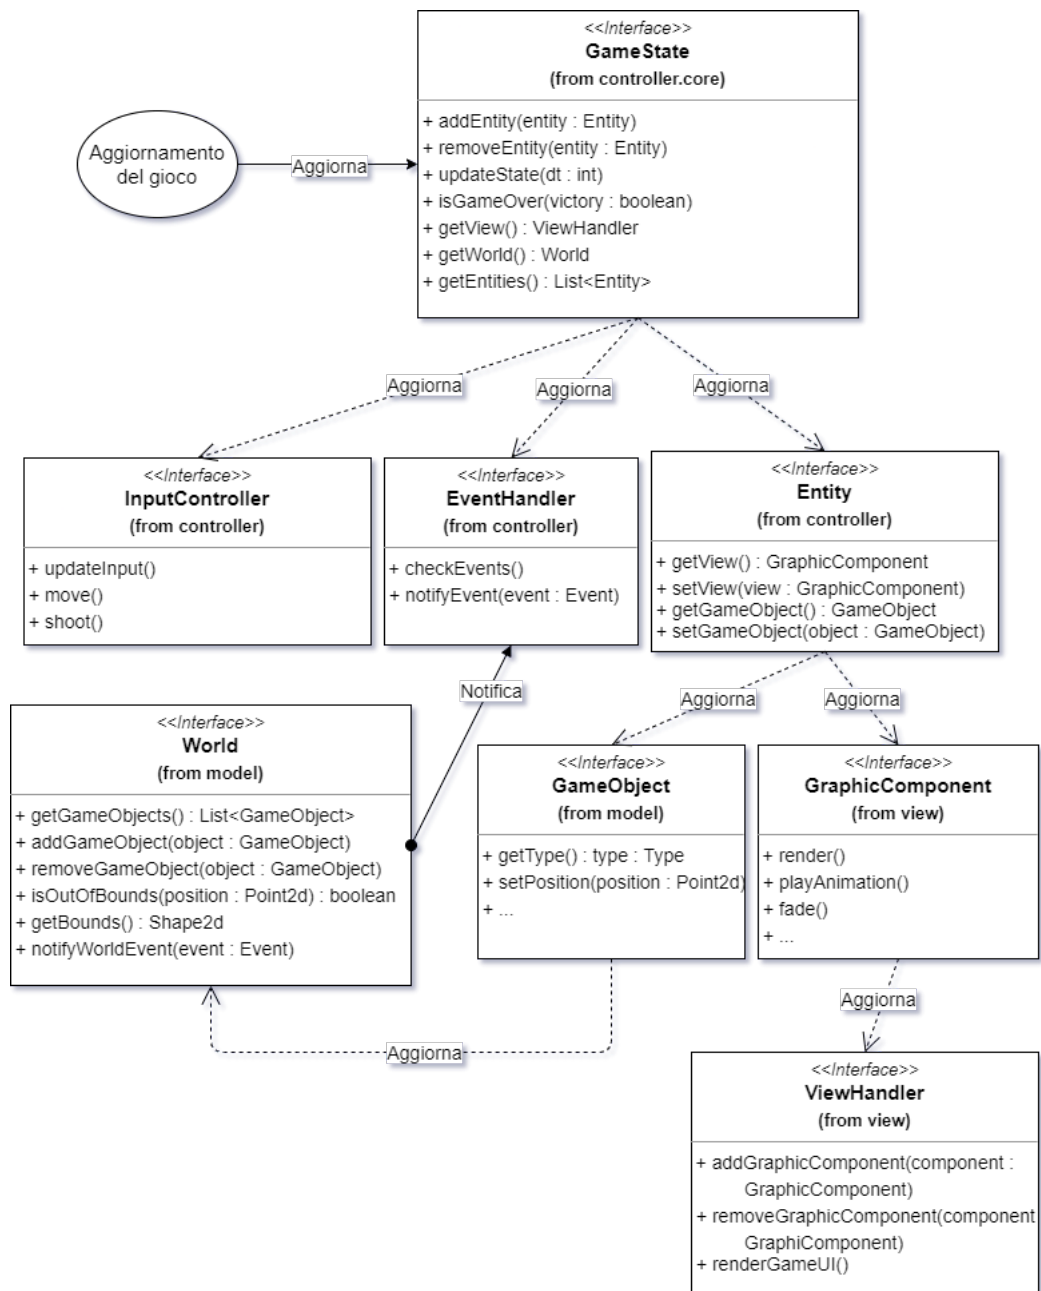 <<Interface>>
GameState
(from controller.core)
+ addEntity(entity : Entity)
+ removeEntity(entity : Entity)
+ updateState(dt : int)
+ isGameOver(victory : boolean)
+ getView() : ViewHandler
+ getWorld() : World
+ getEntities() : List<Entity>
Aggiornamento
del gioco
Aggiorna
Aggiorna
Aggiorna
Aggiorna
<<Interface>>
InputController
(from controller)
+ updateInput()
+ move()
+ shoot()
<<Interface>>
EventHandler
(from controller)
+ checkEvents()
+ notifyEvent(event : Event)
<<Interface>>
Entity
(from controller)
+ getView() : GraphicComponent
+ setView(view : GraphicComponent)
+ getGameObject() : GameObject
+ setGameObject(object : GameObject)
Notifica
Aggiorna
Aggiorna
<<Interface>>
World
(from model)
+ getGameObjects() : List<GameObject>
+ addGameObject(object : GameObject)
+ removeGameObject(object : GameObject)
+ isOutOfBounds(position : Point2d) : boolean
+ getBounds() : Shape2d
+ notifyWorldEvent(event : Event)
<<Interface>>
GameObject
(from model)
+ getType() : type : Type
+ setPosition(position : Point2d)
+ ...
<<Interface>>
GraphicComponent
(from view)
+ render()
+ playAnimation()
+ fade()
+ ...
Aggiorna
Aggiorna
<<Interface>>
ViewHandler
(from view)
+ addGraphicComponent(component :
GraphicComponent)
+ removeGraphicComponent(component
GraphiComponent)
+ renderGameUI()